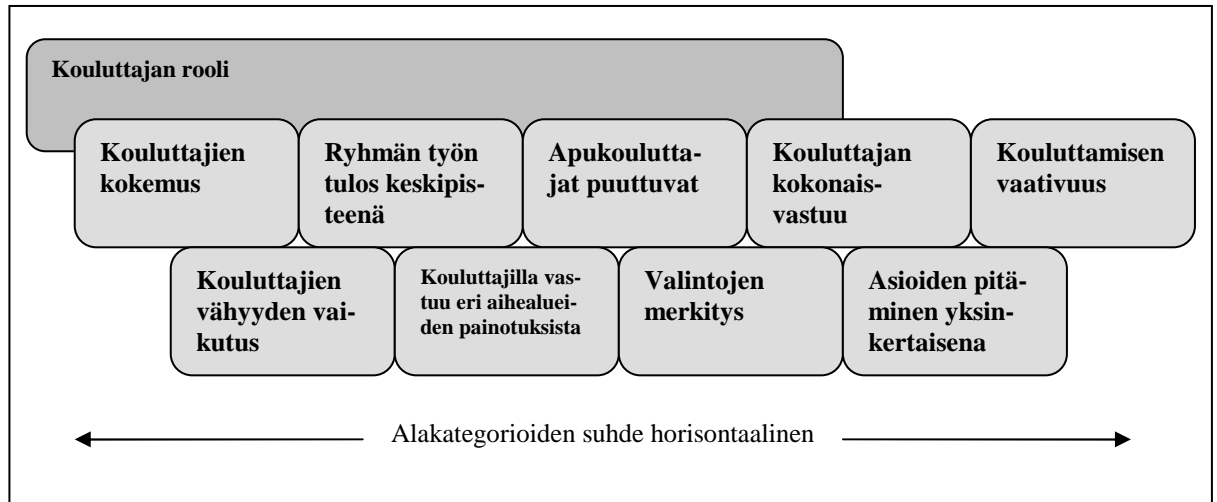 Kouluttajan rooli
Kouluttajien
kokemus
Ryhmän työn
tulos keskipis-
teenä
Apukoulutta-
jat puuttuvat
Kouluttajan
kokonais-
vastuu
Kouluttamisen
vaativuus
Kouluttajien
vähyyden vai-
kutus
Kouluttajilla vas-
tuu eri aihealuei-
den painotuksista
Valintojen
merkitys
Asioiden pitä-
minen yksin-
kertaisena
Alakategorioiden suhde horisontaalinen